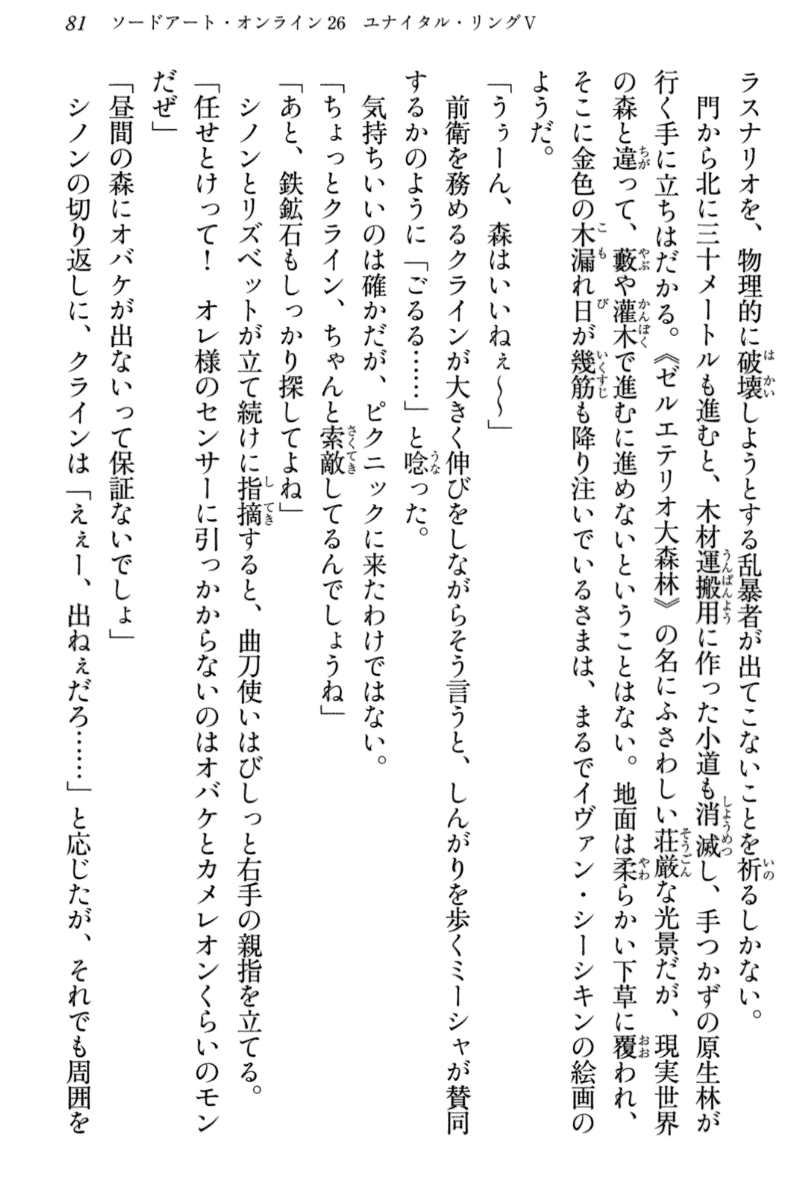 81 ソードアート・オンライン26 ユナイタル・リングⅤ
ラスナリオを、物理的に破壊しようとする乱暴者が出てこないことを祈るしかない。
門から北に三十メートルも進むと、木材運搬用に作った小道も消滅し、手つかずの原生林が
行く手に立ちはだかる。《ゼルエテリオ大森林》の名にふさわしい荘厳な光景だが、現実世界
の森と違って、藪や灌木で進むに進めないということはない。地面は柔らかい下草に覆われ、
そこに金色の木漏れ日が幾筋も降り注いでいるさまは、まるでイヴァン・シーシキンの絵画の
ようだ。
「うぅーん、森はいいねぇ〜〜」
前衛を務めるクラインが大きく伸びをしながらそう言うと、しんがりを歩くミーシャが賛同
するかのように「ごるる……」と唸った。
気持ちいいのは確かだが、ピクニックに来たわけではない。
「ちょっとクライン、ちゃんと索敵してるんでしょうね」
「あと、鉄鉱石もしっかり探してよね」
シノンとリズベットが立て続けに指摘すると、曲刀使いはびしっと右手の親指を立てる。
「任せとけって！　オレ様のセンサーに引っかからないのはオバケとカメレオンくらいのモン
だぜ」
「昼間の森にオバケが出ないって保証ないでしょ」
シノンの切り返しに、クラインは「えぇー、出ねぇだろ……」と応じたが、それでも周囲を